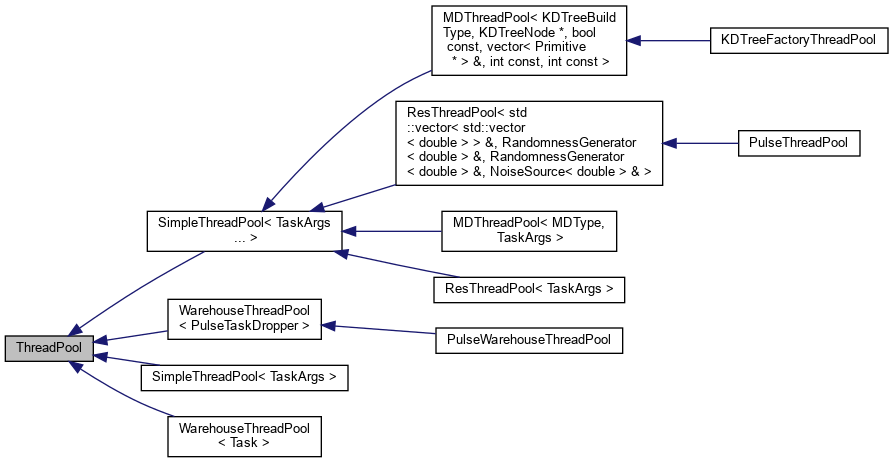 MDThreadPool< KDTreeBuild
Type, KDTreeNode *, bool
const, vector< Primitive
* > &, int const, int const >
KDTreeFactoryThreadPool
ResThreadPool< std
::vector< std::vector
< double > > &, RandomnessGenerator
< double > &, RandomnessGenerator
< double > &, NoiseSource< double > & >
PulseThreadPool
SimpleThreadPool< TaskArgs
... >
MDThreadPool< MDType,
TaskArgs >
ResThreadPool< TaskArgs >
WarehouseThreadPool
< PulseTaskDropper >
PulseWarehouseThreadPool
ThreadPool
SimpleThreadPool< TaskArgs >
WarehouseThreadPool
< Task >